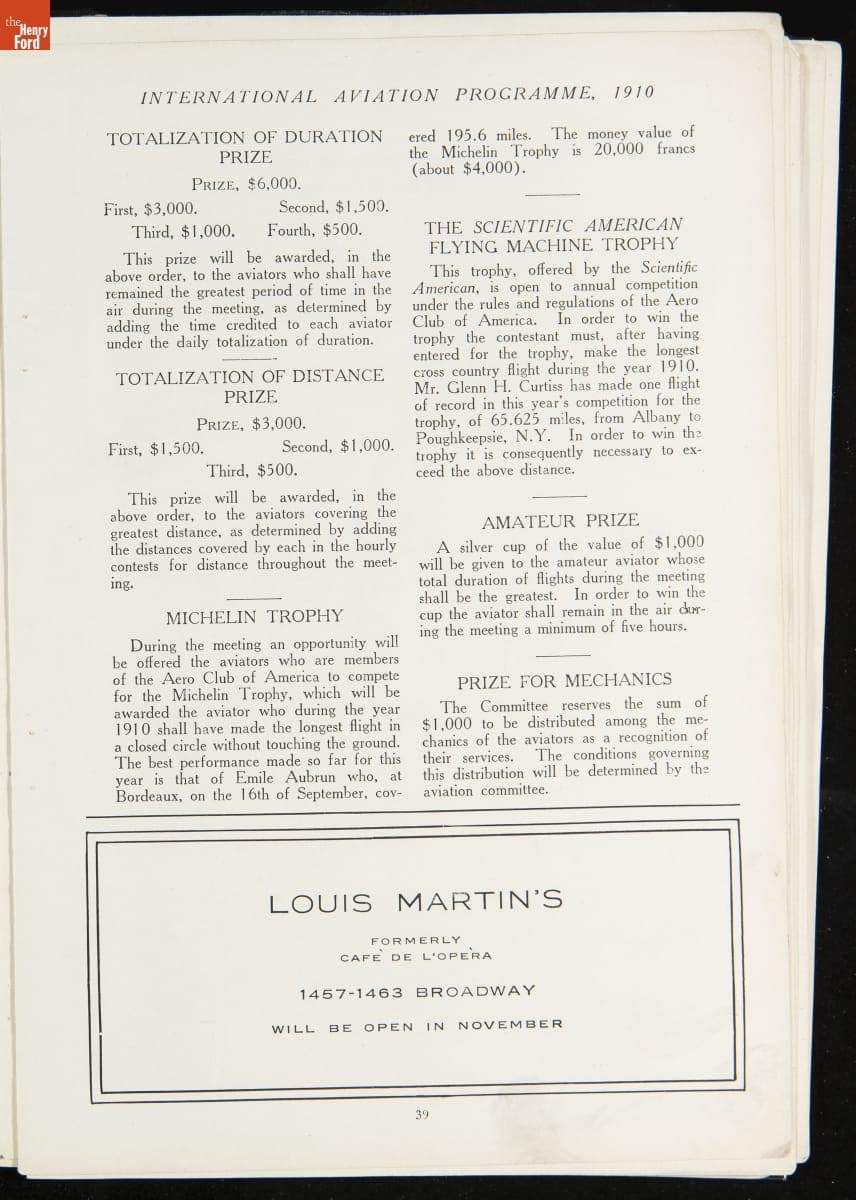 the
Henry
Ford
INTERNATIONAL AVIATION PROGRAMME, 1910
TOTALIZATION OF DURATION
PRIZE
PRIZE, $6,000.
First, $3,000. Second, $1,500.
Third, $1,000. Fourth, $500.
This prize will be awarded, in the
above order, to the aviators who shall have
remained the greatest period of time in the
air during the meeting, as determined by
adding the time credited to each aviator
under the daily totalization of duration.
TOTALIZATION OF DISTANCE
PRIZE
PRIZE, $3,000.
First, $1,500. Second, $1,000.
Third, $500.
This prize will be awarded, in the
above order, to the aviators covering the
greatest distance, as determined by adding
the distances covered by each in the hourly
contests for distance throughout the meet-
ing.
MICHELIN TROPHY
During the meeting an opportunity will
be offered the aviators who are members
of the Aero Club of America to compete
for the Michelin Trophy, which will be
awarded the aviator who during the year
1910 shall have made the longest flight in
a closed circle without touching the ground.
The best performance made so far for this
year is that of Emile Aubrun who, at
Bordeaux, on the 16th of September, cov-
ered 195.6 miles. The money value of
the Michelin Trophy is 20,000 francs
(about $4,000).
THE SCIENTIFIC AMERICAN
FLYING MACHINE TROPHY
This trophy, offered by the Scientific
American, is open to annual competition
under the rules and regulations of the Aero
Club of America. In order to win the
trophy the contestant must, after having
entered for the trophy, make the longest
cross country flight during the year 1910.
Mr. Glenn H. Curtiss has made one flight
of record in this year's competition for the
trophy, of 65.625 miles, from Albany to
Poughkeepsie, N.Y. In order to win the
trophy it is consequently necessary to ex-
ceed the above distance.
AMATEUR PRIZE
A silver cup of the value of $1,000
will be given to the amateur aviator whose
total duration of flights during the meeting
shall be the greatest. In order to win the
cup the aviator shall remain in the air dur-
ing the meeting a minimum of five hours.
PRIZE FOR MECHANICS
The Committee reserves the sum of
$1,000 to be distributed among the me-
chanics of the aviators as a recognition of
their services. The conditions governing
this distribution will be determined by the
aviation committee.
LOUIS MARTIN'S
FORMERLY
CAFÈ DE L'OPÈRA
1457-1463 BROADWAY
WILL BE OPEN IN NOVEMBER
39